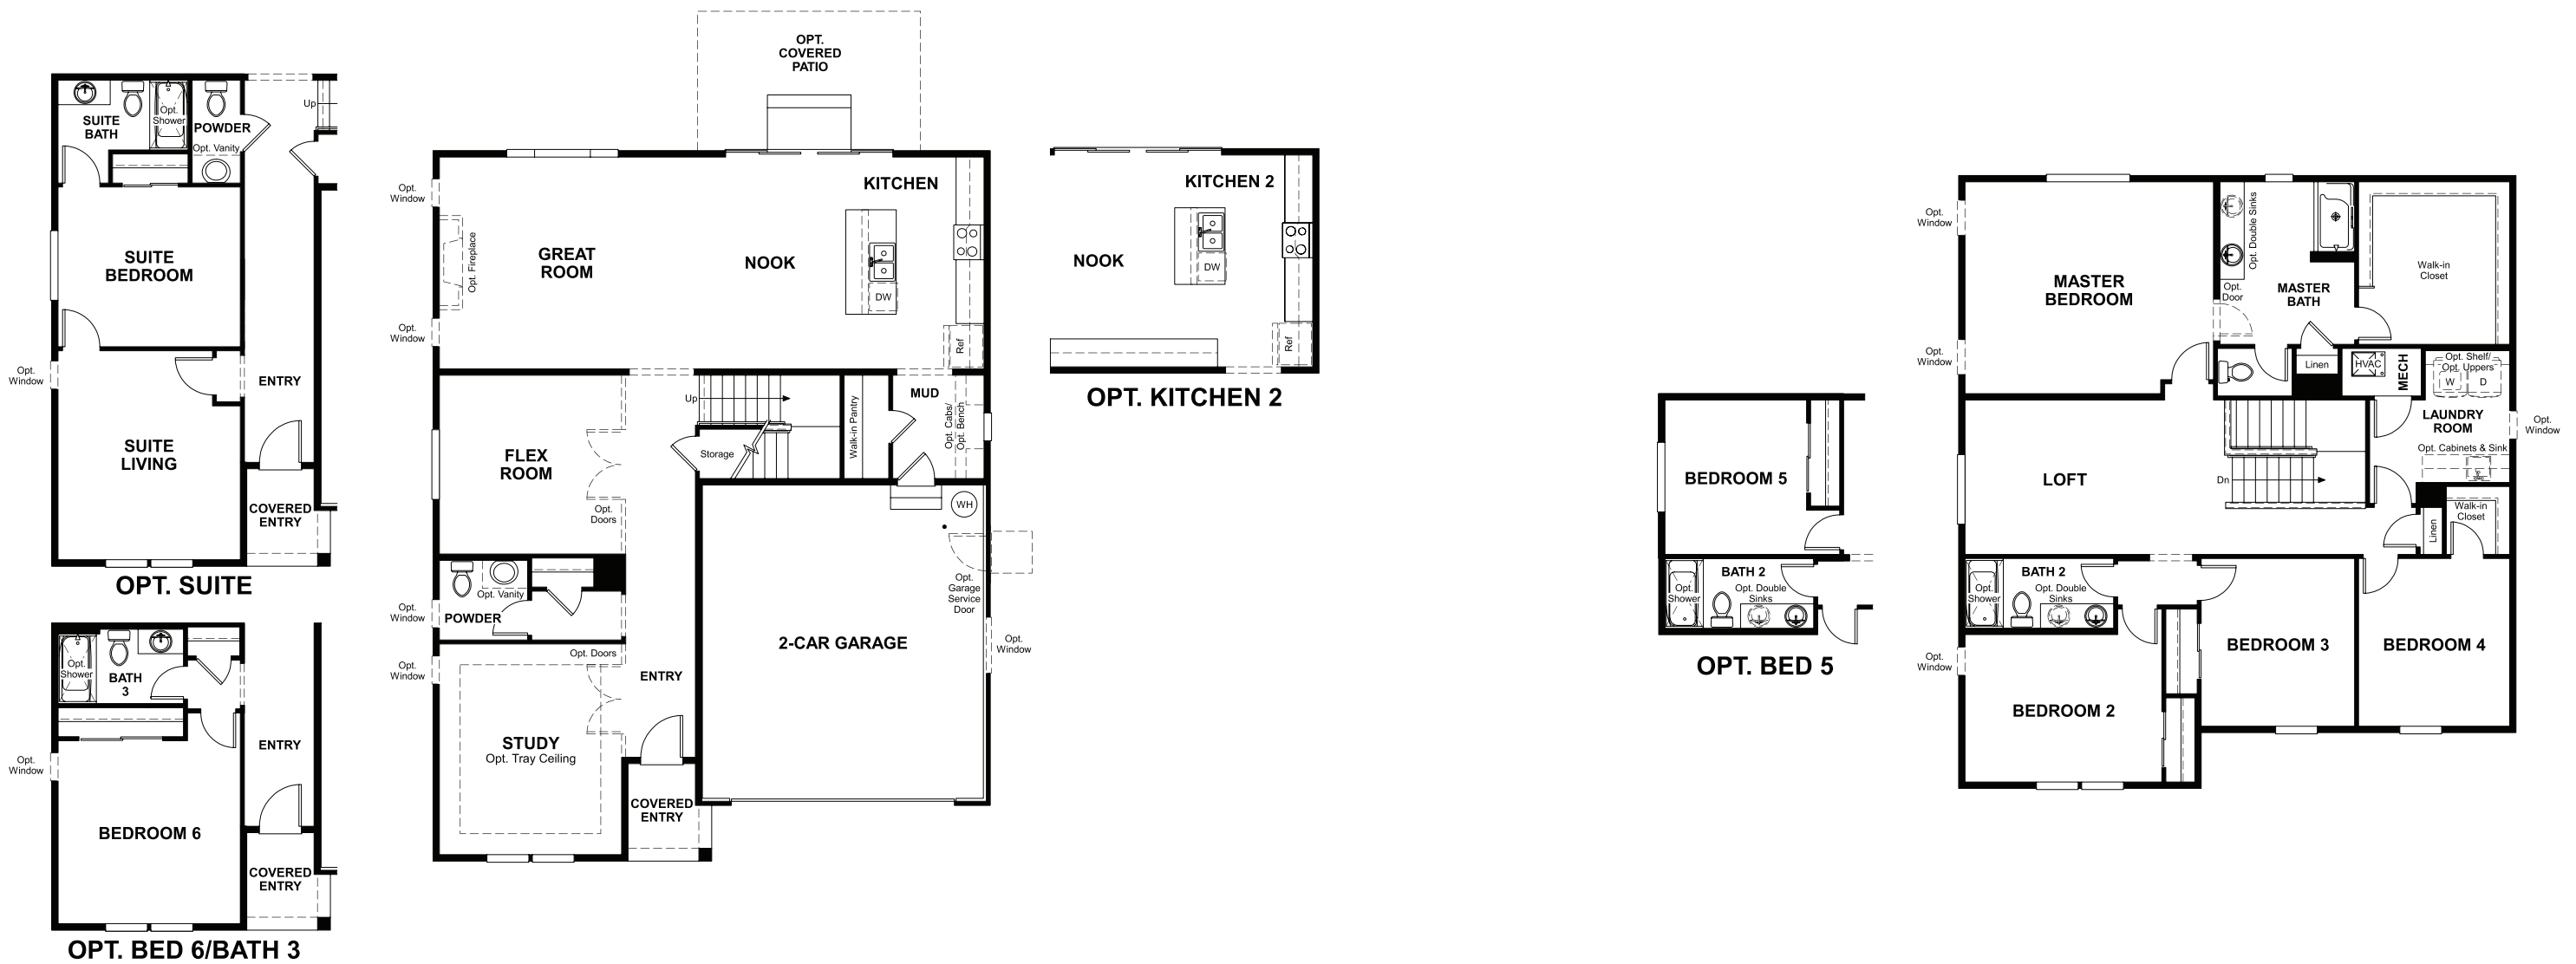 Up
Opt.
Shower
SUITE
BATH
POWDER
Opt. Vanity
SUITE
BEDROOM
Opt.
Window
ENTRY
SUITE
LIVING
COVERED
ENTRY
OPT. SUITE
Opt.
Shower
BATH
3
ENTRY
Opt.
Window
BEDROOM 6
COVERED
ENTRY
OPT. BED 6/BATH 3
OPT.
COVERED
PATIO
KITCHEN
Opt.
Window
Opt. Fireplace
GREAT
ROOM
NOOK
DW
Opt.
Window
Ref
MUD
Up
Walk-in Pantry
Opt. Cabs/
Opt. Bench
Storage
FLEX
ROOM
Opt.
Doors
WH
Opt.
Garage
Service
Door
Opt. Vanity
Opt.
Window
POWDER
2-CAR GARAGE
Opt.
Window
Opt. Doors
Opt.
Window
ENTRY
STUDY
Opt. Tray Ceiling
COVERED
ENTRY
KITCHEN 2
NOOK
DW
Ref
OPT. KITCHEN 2
BEDROOM 5
BATH 2
Opt.
Shower
Opt. Double
Sinks
OPT. BED 5
Opt.
Window
Opt. Double Sinks
Walk-in
Closet
MASTER
BEDROOM
Opt.
Door
MASTER
BATH
Opt.
Window
Linen
HVAC
MECH
Opt. Shelf/
Opt. Uppers
W
D
LAUNDRY
ROOM
Opt.
Window
Opt. Cabinets & Sink
LOFT
Dn
Walk-in
Closet
Linen
BATH 2
Opt.
Shower
Opt. Double
Sinks
Opt.
Window
BEDROOM 3
BEDROOM 4
BEDROOM 2